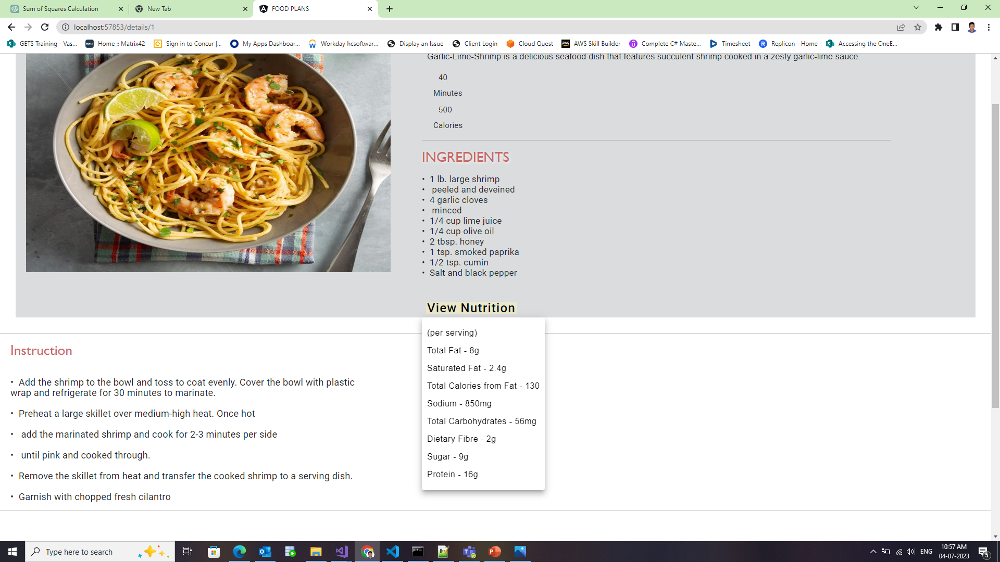 Sum of Squares Calculation
New Tab
FOOD PLANS
localhost:57853/details/1
GETS Training - Vas...
Home :: Matrix42
Sign in to Concur |...
My Apps Dashboar...
Workday hcsoftwar...
Display an Issue
Client Login
Cloud Quest
AWS Skill Builder
Complete C# Maste...
Timesheet
Replicon - Home
Accessing the OneE...
Garlic-Lime-Shrimp is a delicious seafood dish that features succulent shrimp cooked in a zesty garlic-lime sauce.
40
Minutes
500
Calories
INGREDIENTS
• 1 lb. large shrimp
• peeled and deveined
• 4 garlic cloves
• minced
• 1/4 cup lime juice
• 1/4 cup olive oil
• 2 tbsp. honey
• 1 tsp. smoked paprika
• 1/2 tsp. cumin
• Salt and black pepper
View Nutrition
(per serving)
Total Fat - 8g
Saturated Fat - 2.4g
Total Calories from Fat - 130
Sodium - 850mg
Total Carbohydrates - 56mg
Dietary Fibre - 2g
Sugar - 9g
Protein - 16g
Instruction
• Add the shrimp to the bowl and toss to coat evenly. Cover the bowl with plastic
wrap and refrigerate for 30 minutes to marinate.
• Preheat a large skillet over medium-high heat. Once hot
• add the marinated shrimp and cook for 2-3 minutes per side
• until pink and cooked through.
• Remove the skillet from heat and transfer the cooked shrimp to a serving dish.
• Garnish with chopped fresh cilantro
Type here to search
ENG
10:57 AM
04-07-2023
5